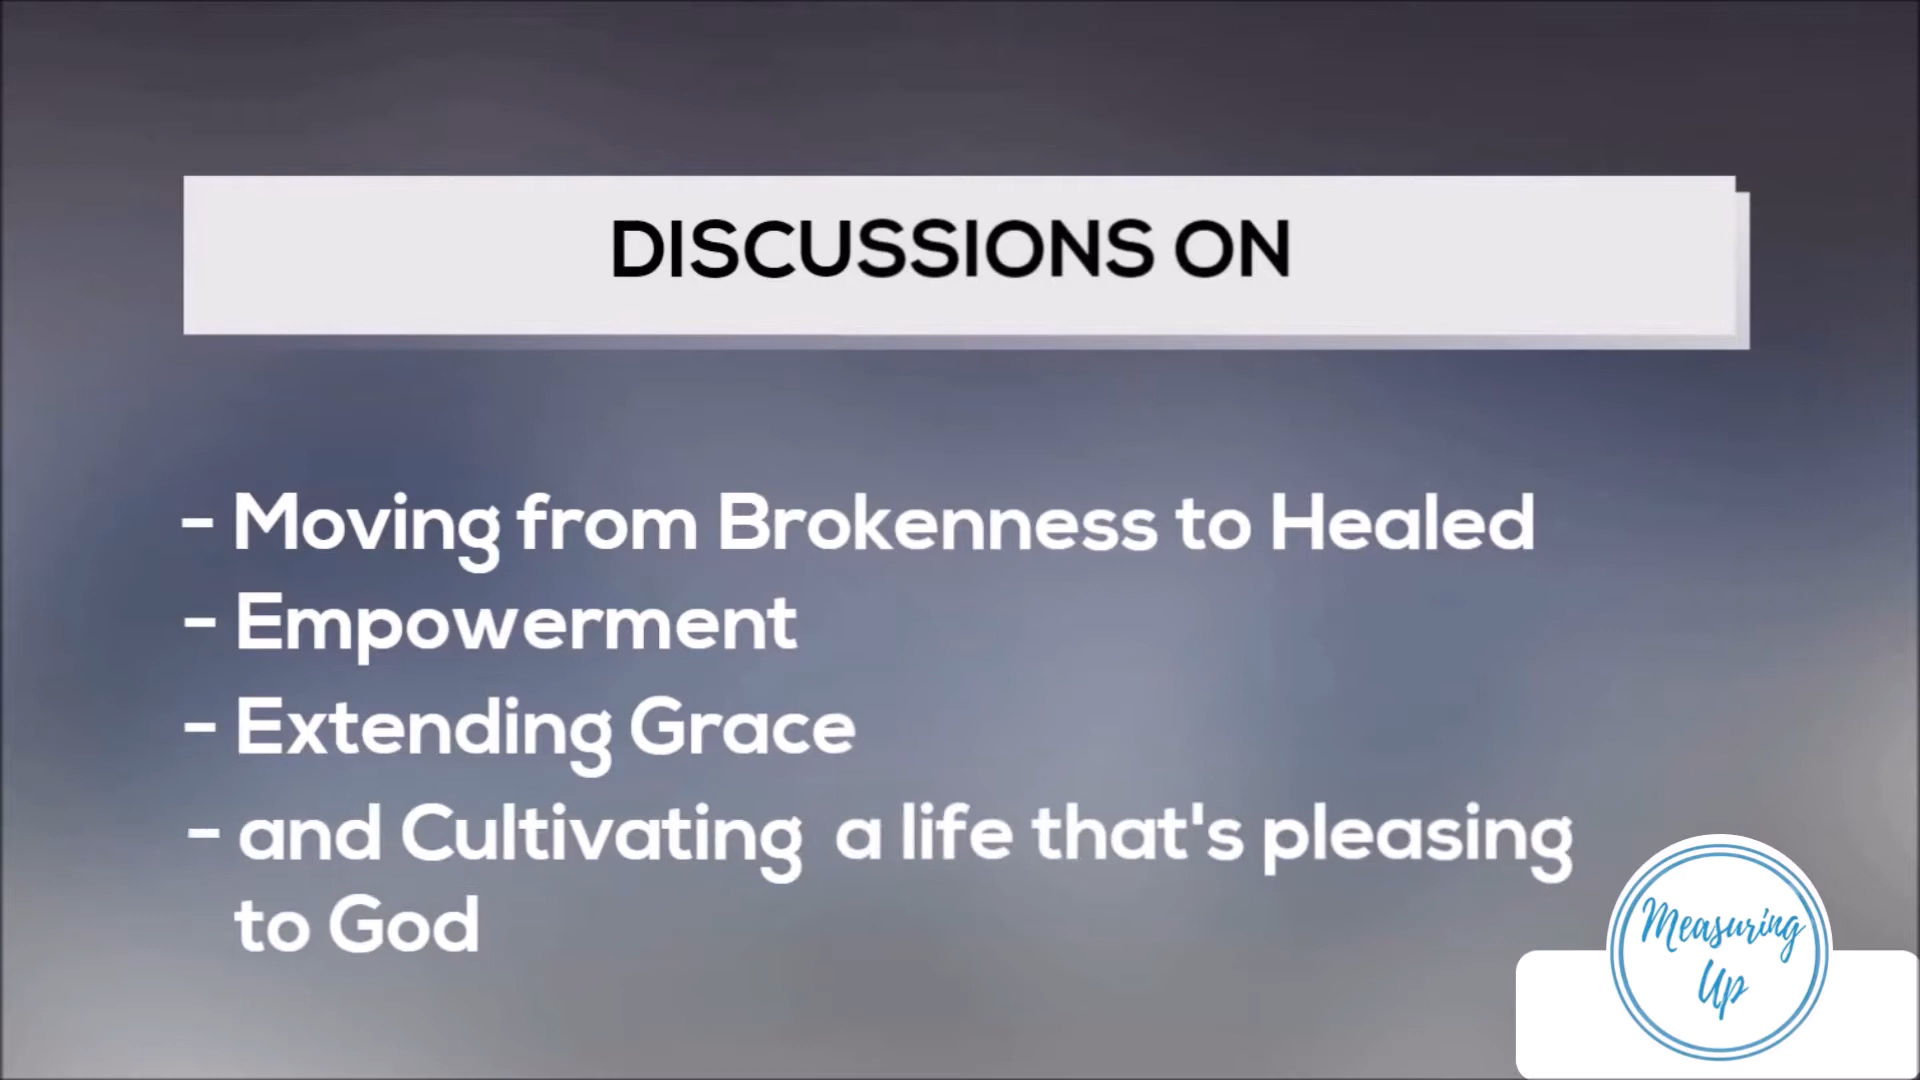 DISCUSSIONS ON
- Moving from Brokenness to Healed
- Empowerment
- Extending Grace
- and Cultivating a life that's pleasing
to God
Measuring
Up